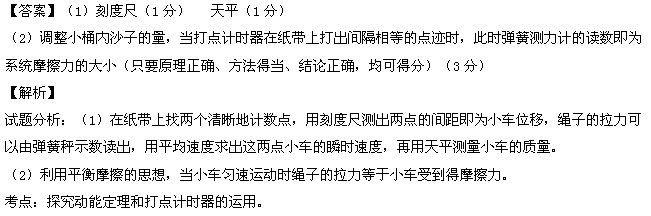 【答案】（1）刻度尺（1分）　天平（1分）
（2）调整小桶内沙子的量，当打点计时器在纸带上打出间隔相等的点迹时，此时弹簧测力计的读数即为
系统摩擦力的大小（只要原理正确、方法得当、结论正确，均可得分）（3分）
【解析】
试题分析：（1）在纸带上找两个清晰地计数点，用刻度尺测出两点的间距即为小车位移，绳子的拉力可
以由弹簧秤示数读出，用平均速度求出这两点小车的瞬时速度，再用天平测量小车的质量。
（2）利用平衡摩擦的思想，当小车匀速运动时绳子的拉力等于小车受到得摩擦力。
考点：探究动能定理和打点计时器的运用。